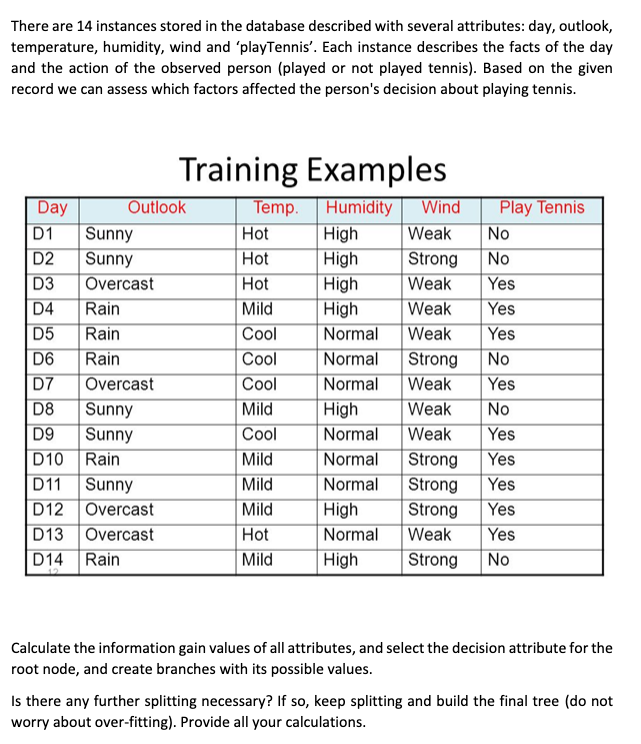 There are 14 instances stored in the database described with several attributes: day, outlook,
temperature, humidity, wind and ‘playTennis’. Each instance describes the facts of the day
and the action of the observed person (played or not played tennis). Based on the given
record we can assess which factors affected the person's decision about playing tennis.
Training Examples
Day Outlook Temp. Humidity Wind Play Tennis
D1 Sunny Hot High Weak No
D2 Sunny Hot High Strong No
D3 Overcast Hot High Weak Yes
D4 Rain Mild High Weak Yes
D5 Rain Cool Normal Weak Yes
D6 Rain Cool Normal Strong No
D7 Overcast Cool Normal Weak Yes
D8 Sunny Mild High Weak No
D9 Sunny Cool Normal Weak Yes
D10 Rain Mild Normal Strong Yes
D11 Sunny Mild Normal Strong Yes
D12 Overcast Mild High Strong Yes
D13 Overcast Hot Normal Weak Yes
D14 Rain Mild High Strong No
12
Calculate the information gain values of all attributes, and select the decision attribute for the
root node, and create branches with its possible values.
Is there any further splitting necessary? If so, keep splitting and build the final tree (do not
worry about over-fitting). Provide all your calculations.